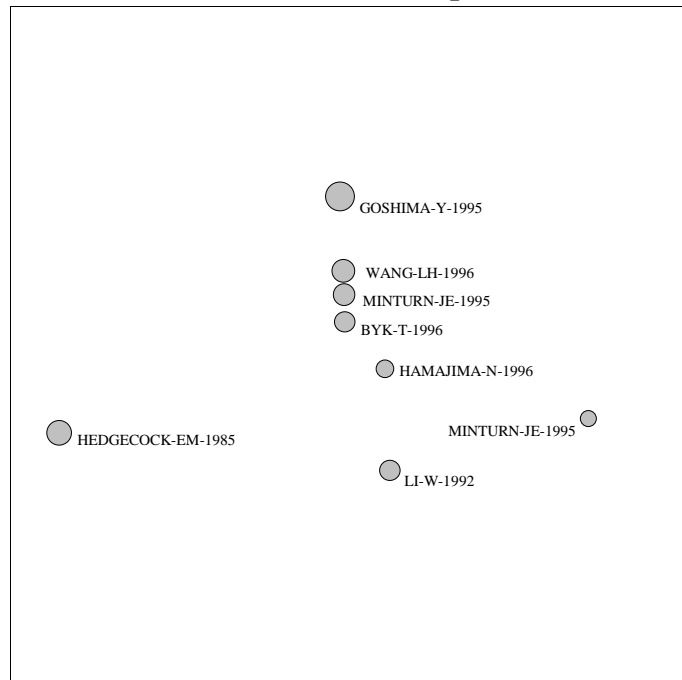 GOSHIMA-Y-1995
WANG-LH-1996
MINTURN-JE-1995
BYK-T-1996
HAMAJIMA-N-1996
MINTURN-JE-1995
HEDGECOCK-EM-1985
LI-W-1992